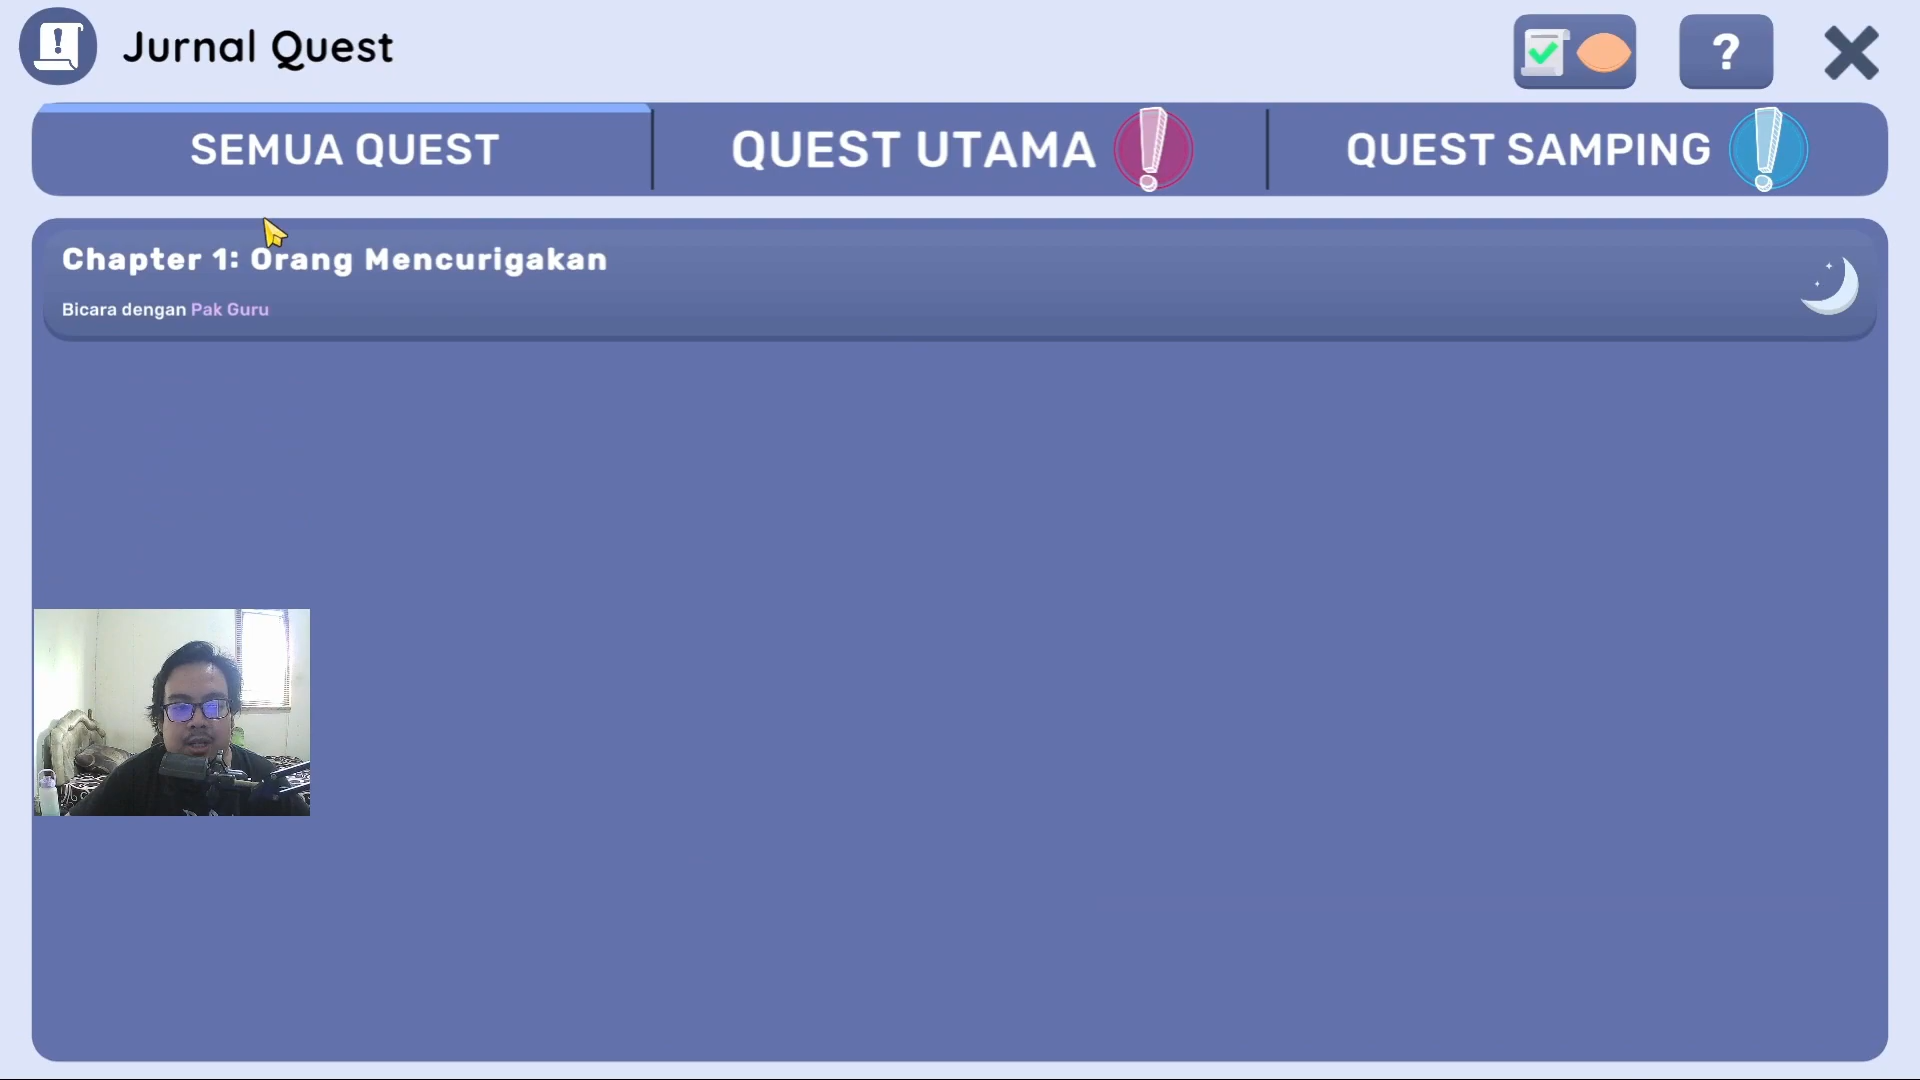 Jurnal Quest
?
SEMUA QUEST
QUEST UTAMA
QUEST SAMPING
Chapter 1: Orang Mencurigakan
Bicara dengan Pak Guru